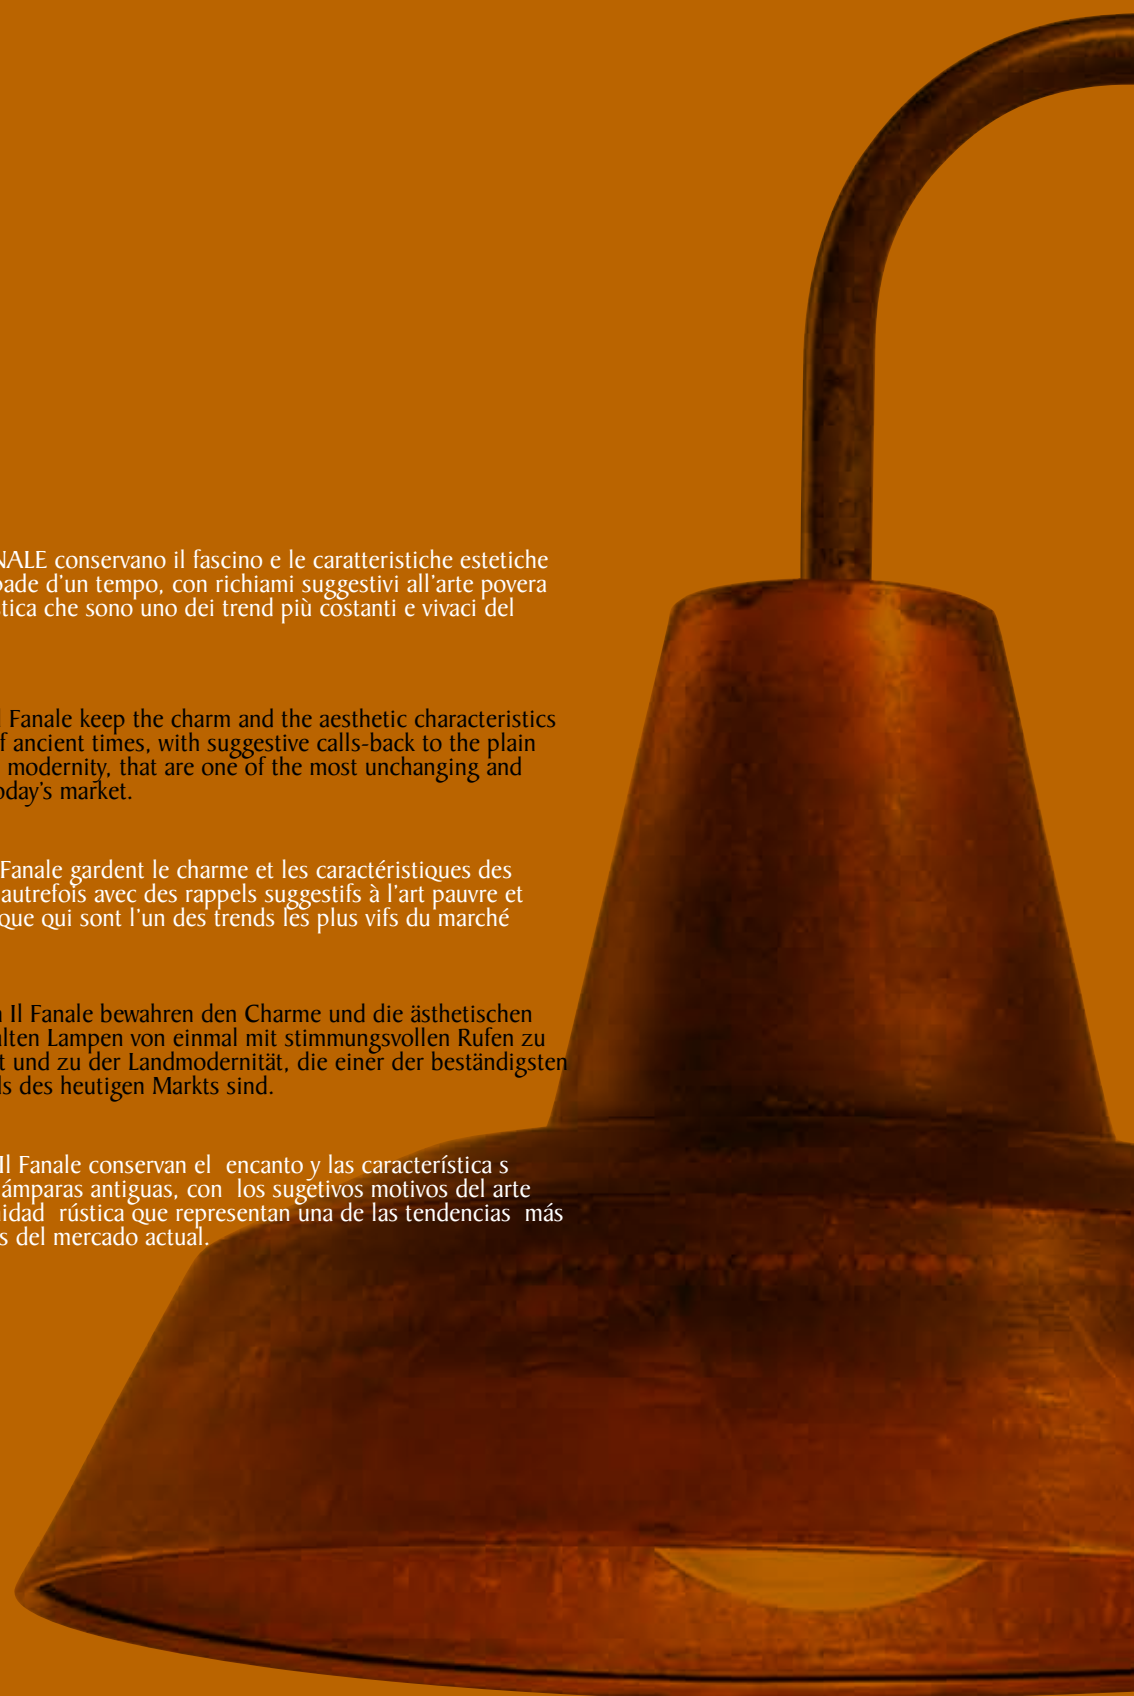 NALE conservano il fascino e le caratteristiche estetiche
pade d'un tempo, con richiami suggestivi all'arte povera
stica che sono uno dei trend più costanti e vivaci del
l Fanale keep the charm and the aesthetic characteristics
f ancient times, with suggestive calls-back to the plain
modernity, that are one of the most unchanging and
oday's market.
Fanale gardent le charme et les caractéristiques des
autrefois avec des rappels suggestifs à l'art pauvre et
que qui sont l'un des trends les plus vifs du marché
n Il Fanale bewahren den Charme und die ästhetischen
alten Lampen von einmal mit stimmungsvollen Rufen zu
t und zu der Landmodernität, die einer der beständigsten
ds des heutigen Markts sind.
Il Fanale conservan el encanto y las característica s
lámparas antiguas, con los sugetivos motivos del arte
nidad rústica que representan una de las tendencias más
s del mercado actual.